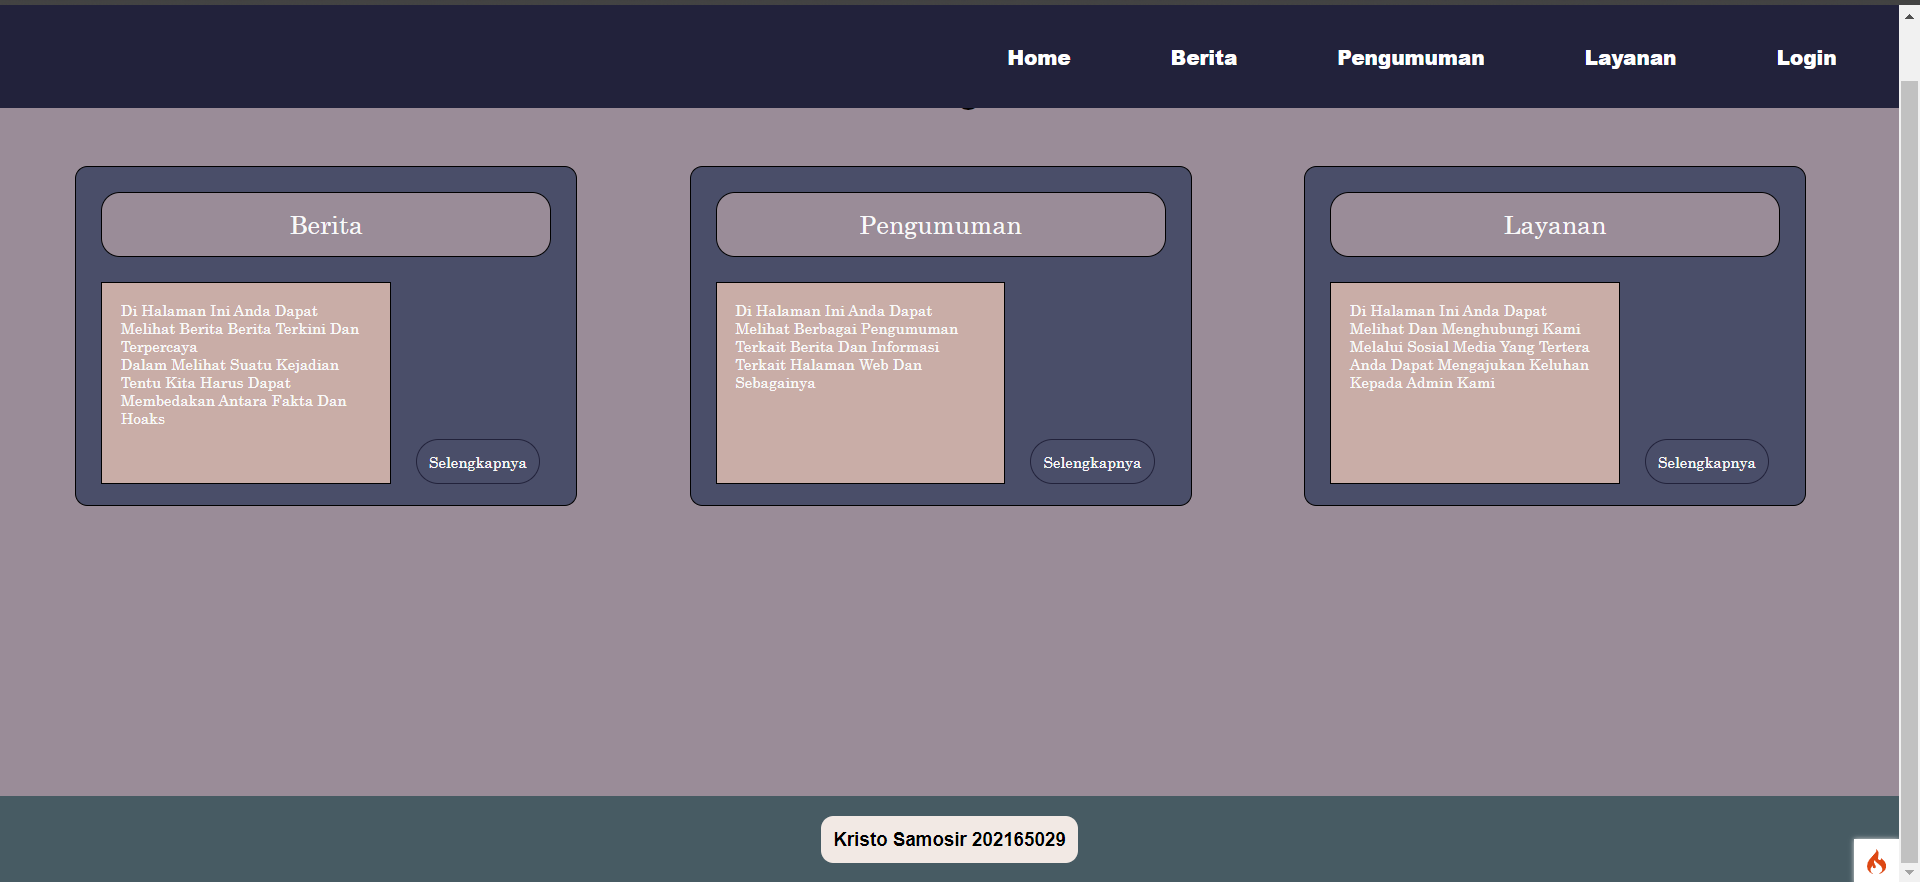 Home Berita Pengumuman Layanan Login
Berita
Di Halaman Ini Anda Dapat
Melihat Berita Berita Terkini Dan
Terpercaya
Dalam Melihat Suatu Kejadian
Tentu Kita Harus Dapat
Membedakan Antara Fakta Dan
Hoaks
Selengkapnya
Pengumuman
Di Halaman Ini Anda Dapat
Melihat Berbagai Pengumuman
Terkait Berita Dan Informasi
Terkait Halaman Web Dan
Sebagainya
Selengkapnya
Layanan
Di Halaman Ini Anda Dapat
Melihat Dan Menghubungi Kami
Melalui Sosial Media Yang Tertera
Anda Dapat Mengajukan Keluhan
Kepada Admin Kami
Selengkapnya
Kristo Samosir 202165029